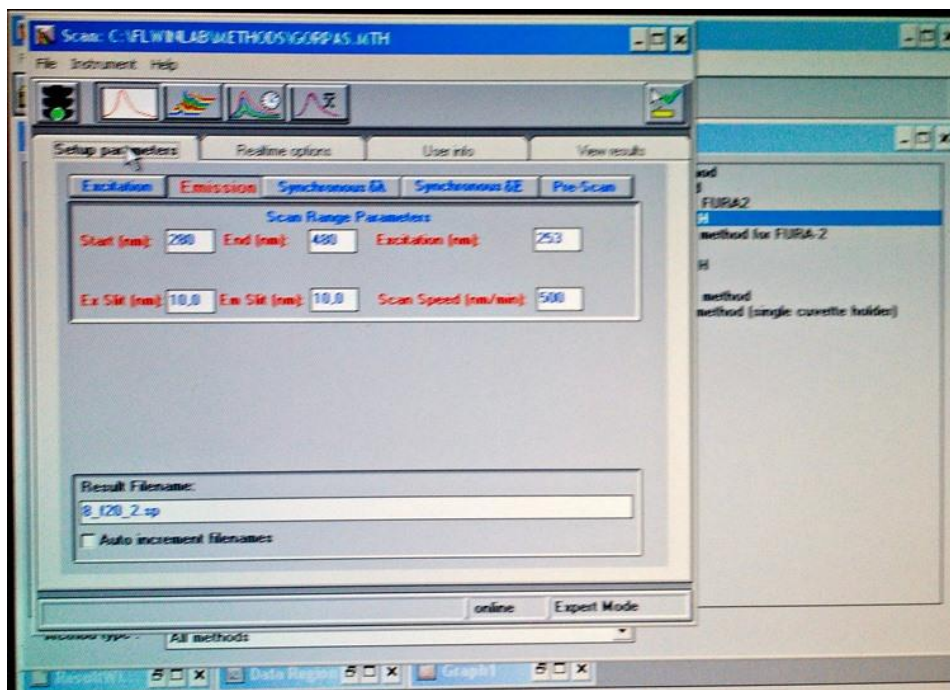 Scan: C:\FLWINLAB\METHODS\GORPAS.MTH
File Instrument Help
Setup parameters Realtime options User info View results
Excitation Emission Synchronous δλ Synchronous δE Pre-Scan
Scan Range Parameters
Start (nm): 280 End (nm): 480 Excitation (nm): 253
Ex Slit (nm): 10,0 Em Slit (nm): 10,0 Scan Speed (nm/min): 500
Result Filename:
8_f20_2.sp
Auto increment filenames
online Expert Mode
FURA2
H
method for FURA-2
H
method
method (single cuvette holder)
All methods
Data Region
Graph1